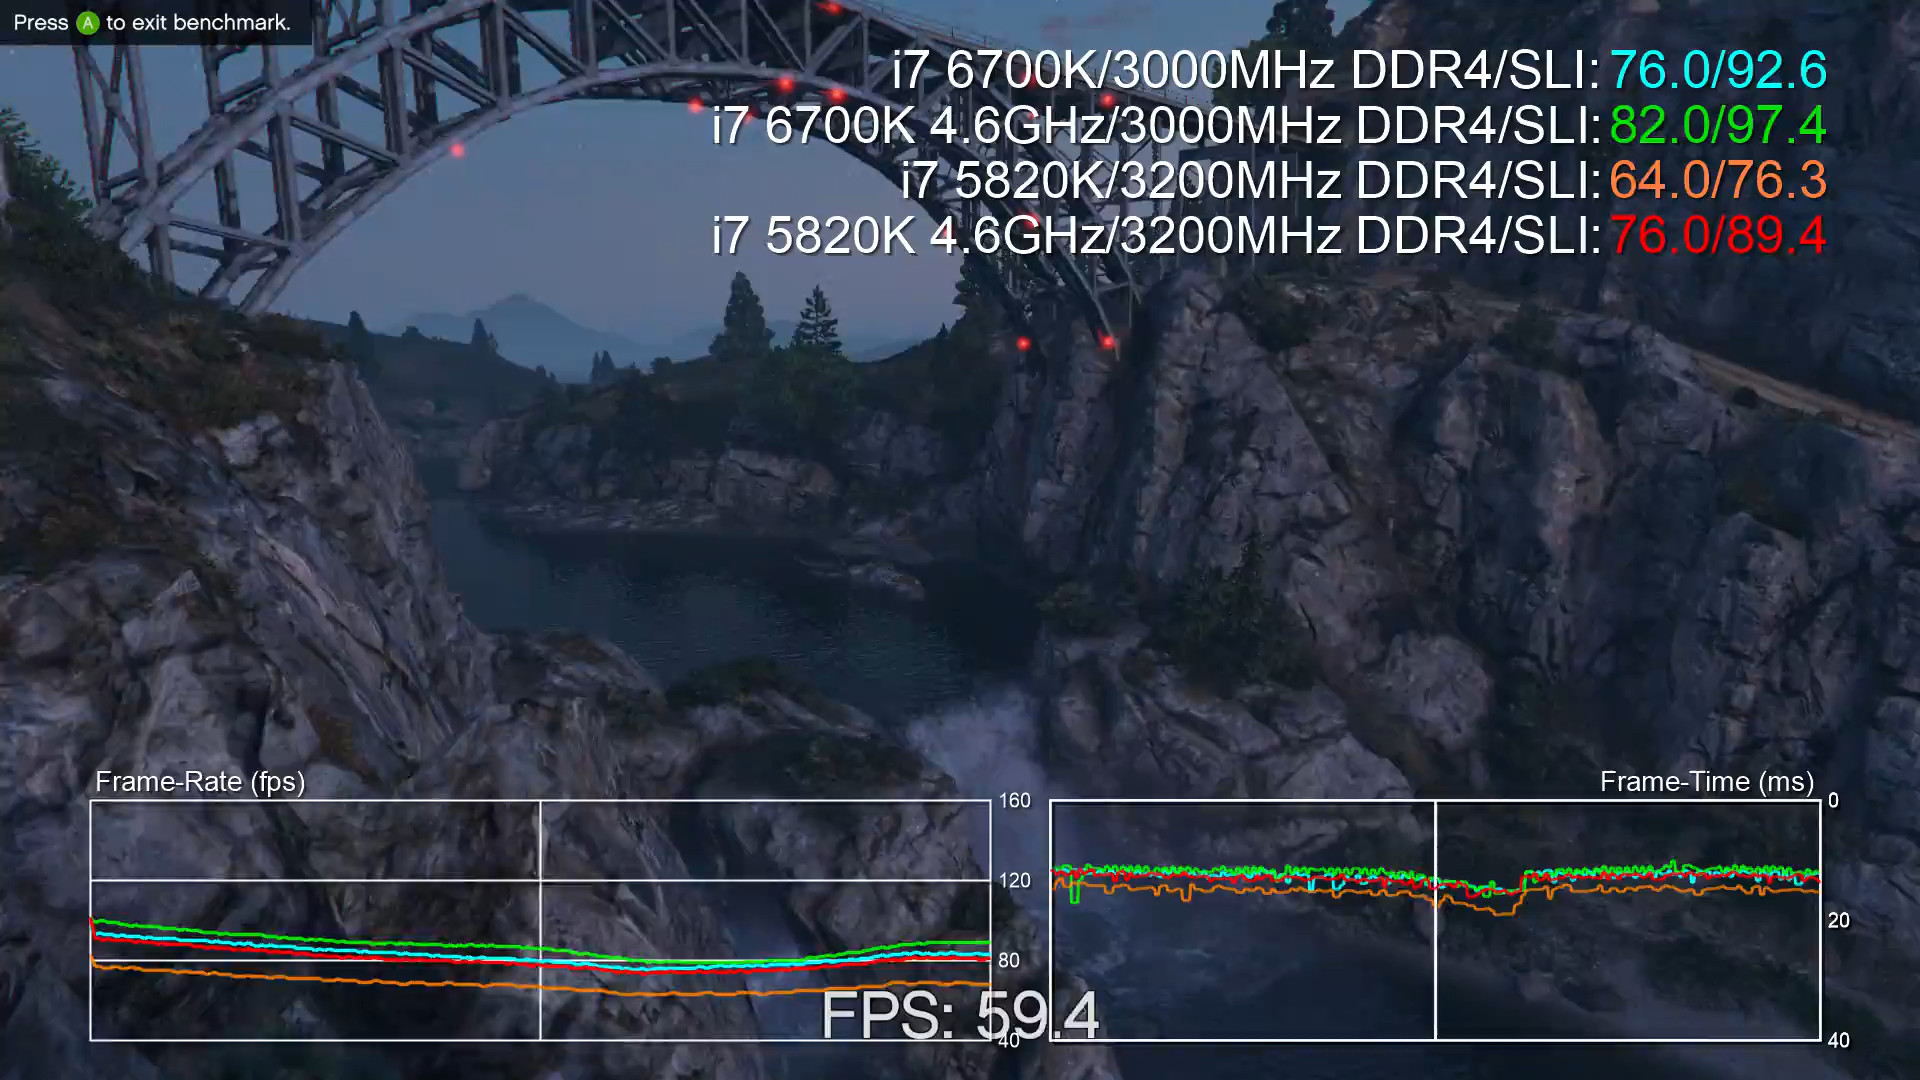 Press A to exit benchmark.
i7 6700K/3000MHz DDR4/SLI: 76.0/92.6
i7 6700K 4.6GHz/3000MHz DDR4/SLI: 82.0/97.4
i7 5820K/3200MHz DDR4/SLI: 64.0/76.3
i7 5820K 4.6GHz/3200MHz DDR4/SLI: 76.0/89.4
Frame-Rate (fps)
160
120
80
40
Frame-Time (ms)
0
20
40
FPS: 59.4